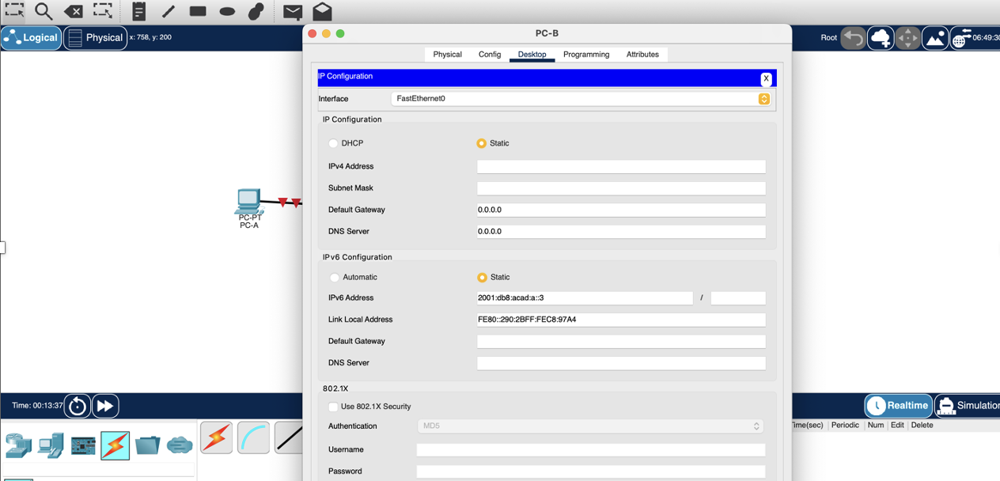 PC-B
Logical
Physical
x: 758, y: 200
Root
06:49:30
Physical Config Desktop Programming Attributes
IP Configuration
X
Interface
FastEthernet0
IP Configuration
DHCP
Static
IPv4 Address
Subnet Mask
Default Gateway
0.0.0.0
DNS Server
0.0.0.0
IPv6 Configuration
Automatic
Static
IPv6 Address
2001:db8:acad:a::3
/
Link Local Address
FE80::290:2BFF:FEC8:97A4
Default Gateway
DNS Server
802.1X
Use 802.1X Security
Authentication
MD5
Username
Password
PC-PT
PC-A
Time: 00:13:37
Realtime
Simulation
Time(sec) Periodic Num Edit Delete